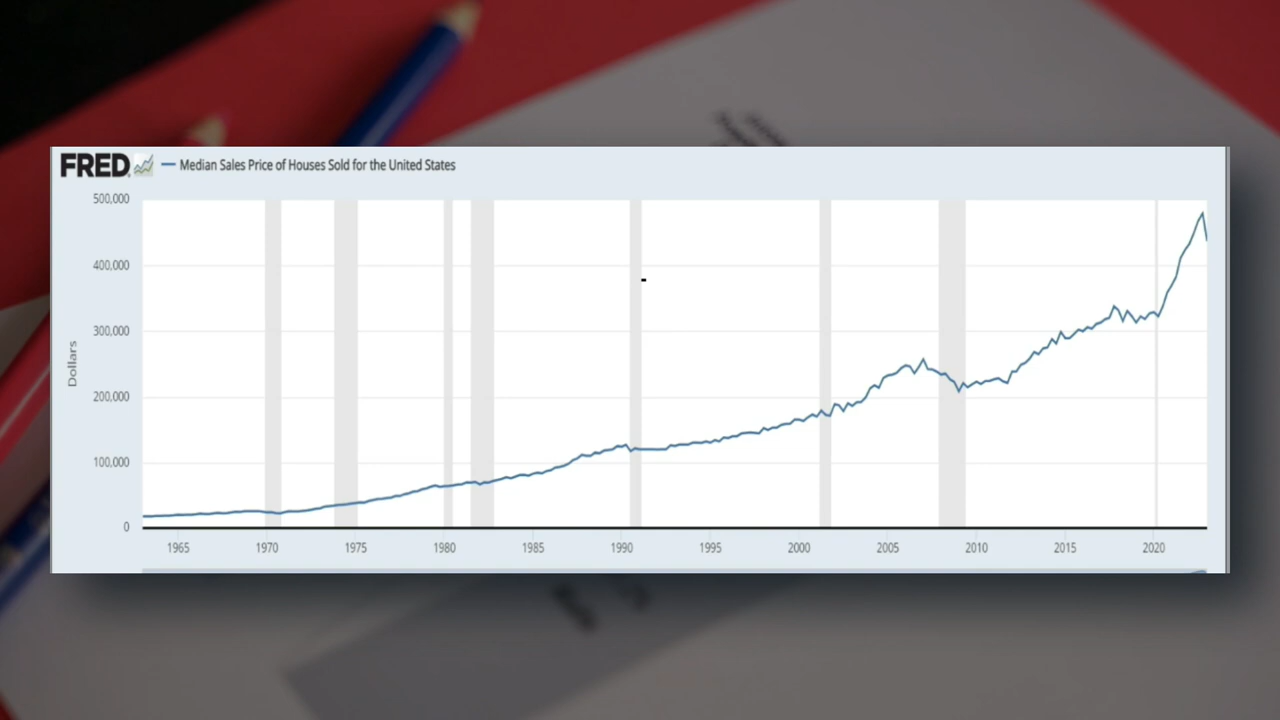 FRED
Median Sales Price of Houses Sold for the United States
500,000
400,000
300,000
200,000
100,000
0
Dollars
1965 1970 1975 1980 1985 1990 1995 2000 2005 2010 2015 2020